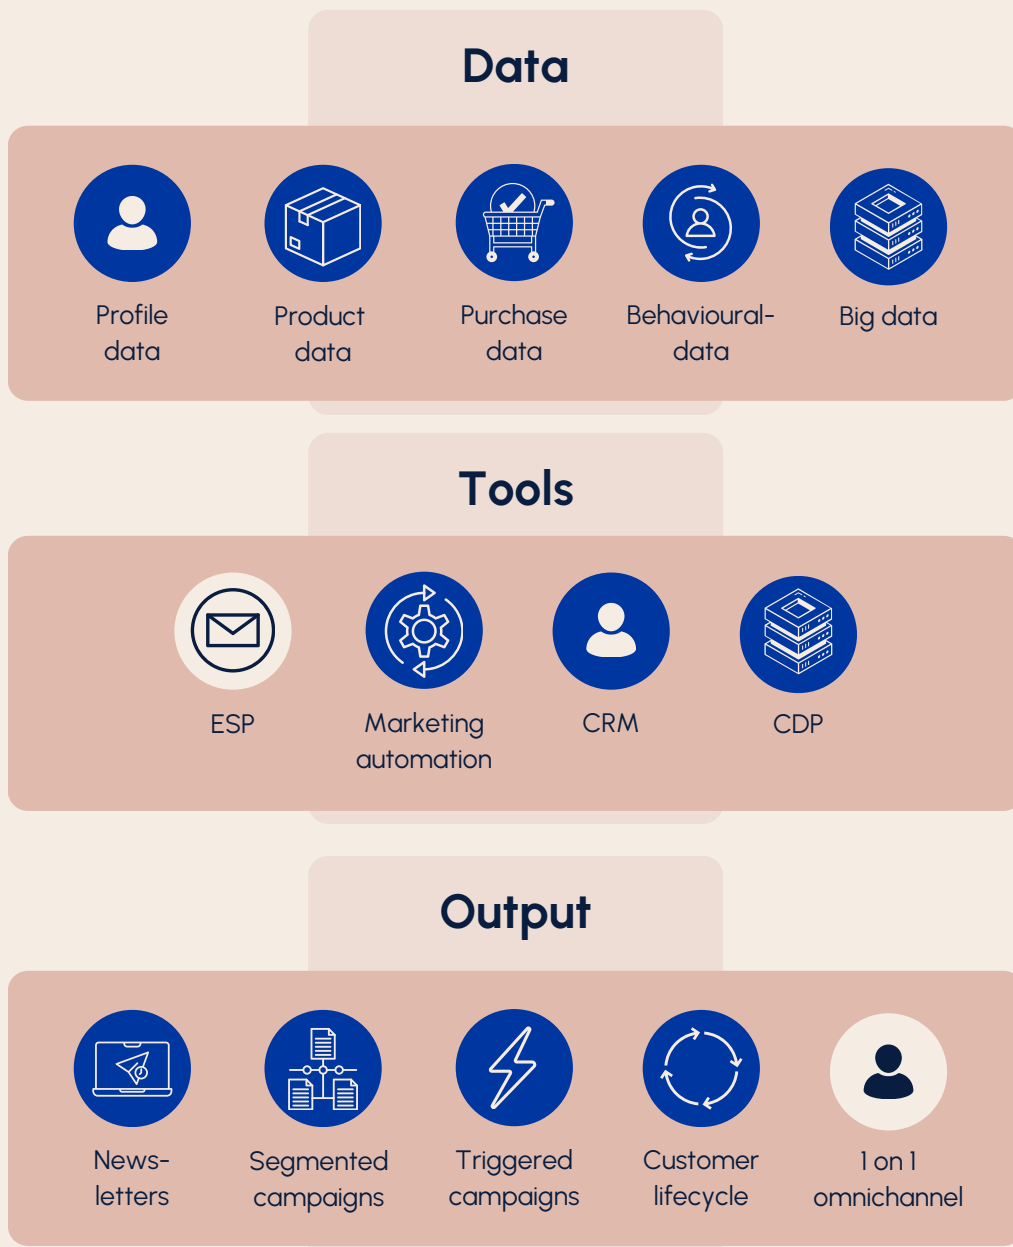 Data
Profile
data
Product
data
Purchase
data
Behavioural-
data
Big data
Tools
ESP
Marketing
automation
CRM
CDP
Output
News-
letters
Segmented
campaigns
Triggered
campaigns
Customer
lifecycle
1 on 1
omnichannel